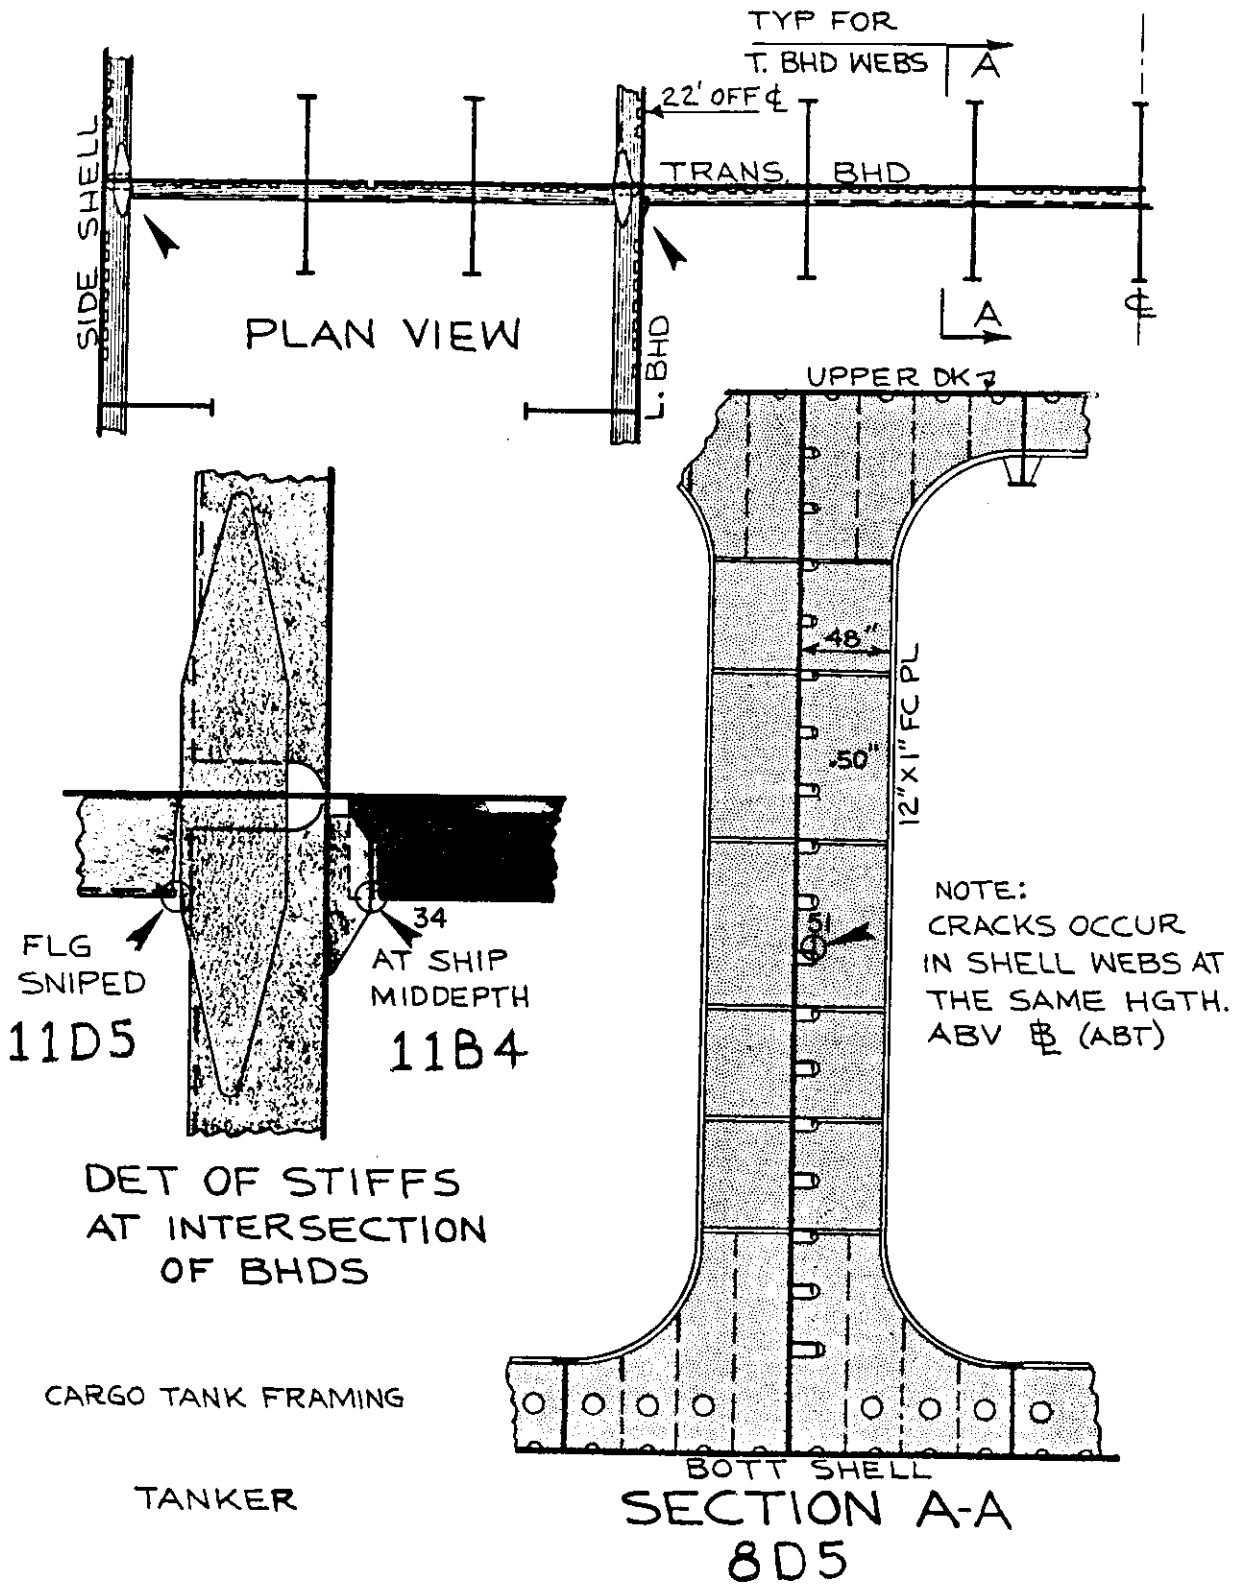 TYP FOR
T. BHD WEBS
A
22' OFF ℄
SIDE SHELL
TRANS. BHD
PLAN VIEW
L. BHD
A
℄
UPPER DK
48"
.50"
12"X1" FC PL
51
NOTE:
CRACKS OCCUR
IN SHELL WEBS AT
THE SAME HGTH.
ABV BL (ABT)
FLG
SNIPED
11D5
34
AT SHIP
MIDDEPTH
11B4
DET OF STIFFS
AT INTERSECTION
OF BHDS
CARGO TANK FRAMING
TANKER
BOTT SHELL
SECTION A-A
8D5